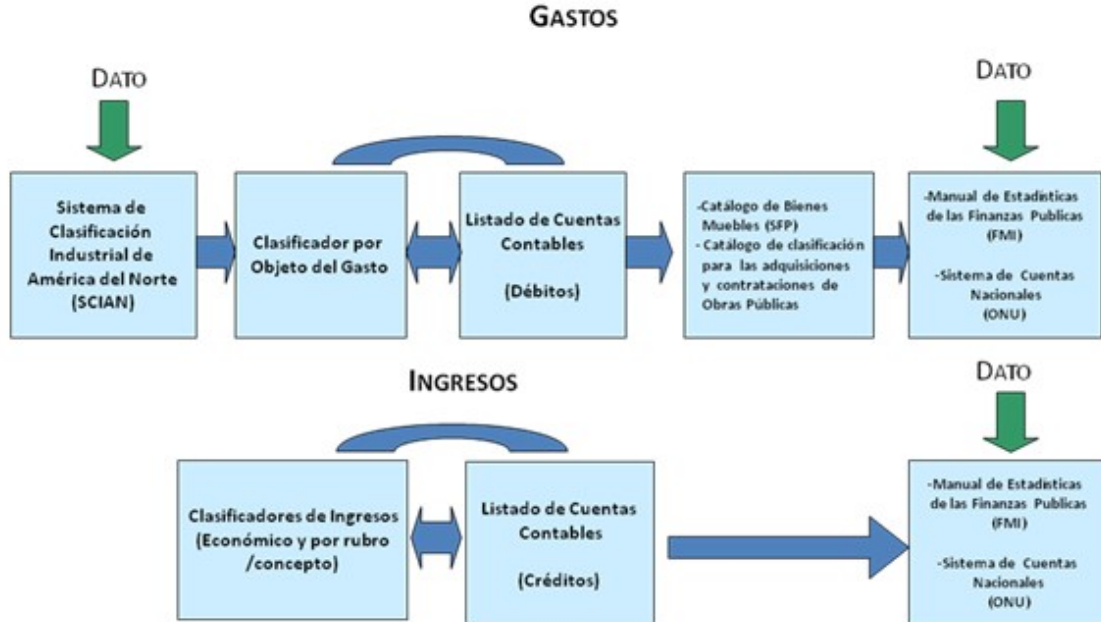 GASTOS
DATO
DATO
Sistema de
Clasificación
Industrial de
América del Norte
(SCIAN)
Clasificador por
Objeto del Gasto
Listado de Cuentas
Contables
(Débitos)
-Catálogo de Bienes
Muebles (SFP)
- Catálogo de clasificación
para las adquisiciones
y contrataciones de
Obras Públicas
-Manual de Estadísticas
de las Finanzas Publicas
(FMI)
-Sistema de Cuentas
Nacionales
(ONU)
INGRESOS
DATO
Clasificadores de Ingresos
(Económico y por rubro
/concepto)
Listado de Cuentas
Contables
(Créditos)
-Manual de Estadísticas
de las Finanzas Publicas
(FMI)
-Sistema de Cuentas
Nacionales
(ONU)